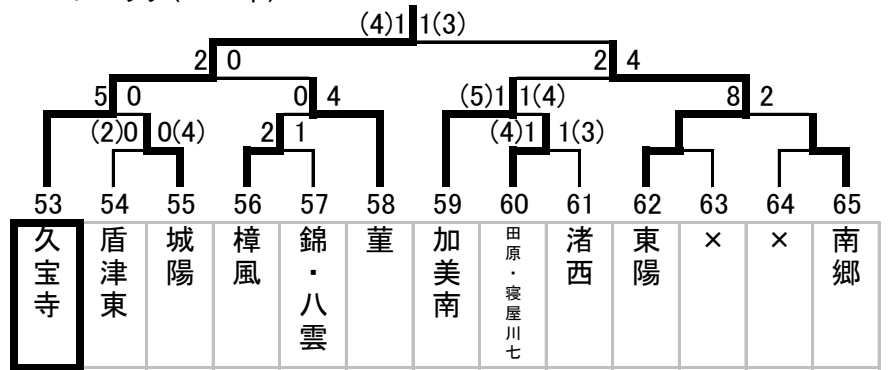 (4)1 1(3)
2 0 2 4
5 0 0 4 (5)1 1(4) 8 2
(2)0 0(4) 2 1 (4)1 1(3)
53 54 55 56 57 58 59 60 61 62 63 64 65
久宝寺
盾津東
城陽
樟風
錦・八雲
菫
加美南
田原・寝屋川七
渚西
東陽
×
×
南郷